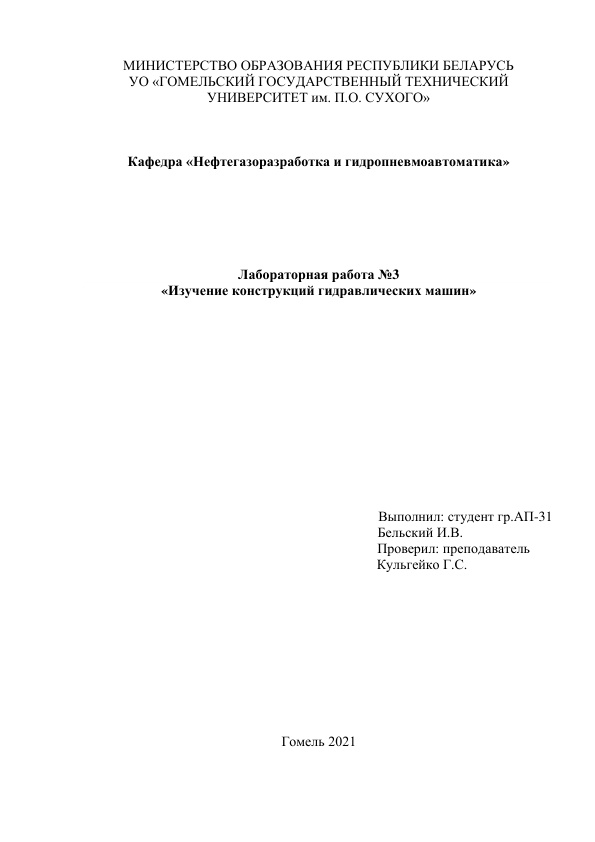 МИНИСТЕРСТВО ОБРАЗОВАНИЯ РЕСПУБЛИКИ БЕЛАРУСЬ
УО «ГОМЕЛЬСКИЙ ГОСУДАРСТВЕННЫЙ ТЕХНИЧЕСКИЙ
УНИВЕРСИТЕТ им. П.О. СУХОГО»
Кафедра «Нефтегазоразработка и гидропневмоавтоматика»
Лабораторная работа №3
«Изучение конструкций гидравлических машин»
Выполнил: студент гр.АП-31
Бельский И.В.
Проверил: преподаватель
Кульгейко Г.С.
Гомель 2021